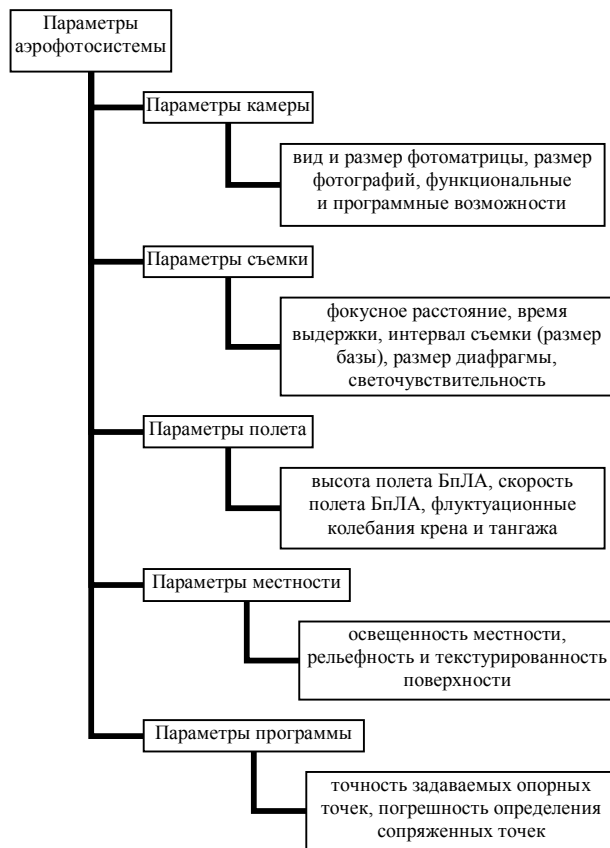 Параметры
аэрофотосистемы
Параметры камеры
вид и размер фотоматрицы, размер
фотографий, функциональные
и программные возможности
Параметры съемки
фокусное расстояние, время
выдержки, интервал съемки (размер
базы), размер диафрагмы,
светочувствительность
Параметры полета
высота полета БпЛА, скорость
полета БпЛА, флуктуационные
колебания крена и тангажа
Параметры местности
освещенность местности,
рельефность и текстурированность
поверхности
Параметры программы
точность задаваемых опорных
точек, погрешность определения
сопряженных точек